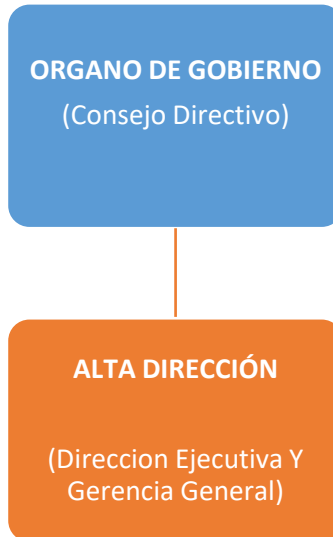 ORGANO DE GOBIERNO
(Consejo Directivo)
ALTA DIRECCIÓN
(Direccion Ejecutiva Y
Gerencia General)